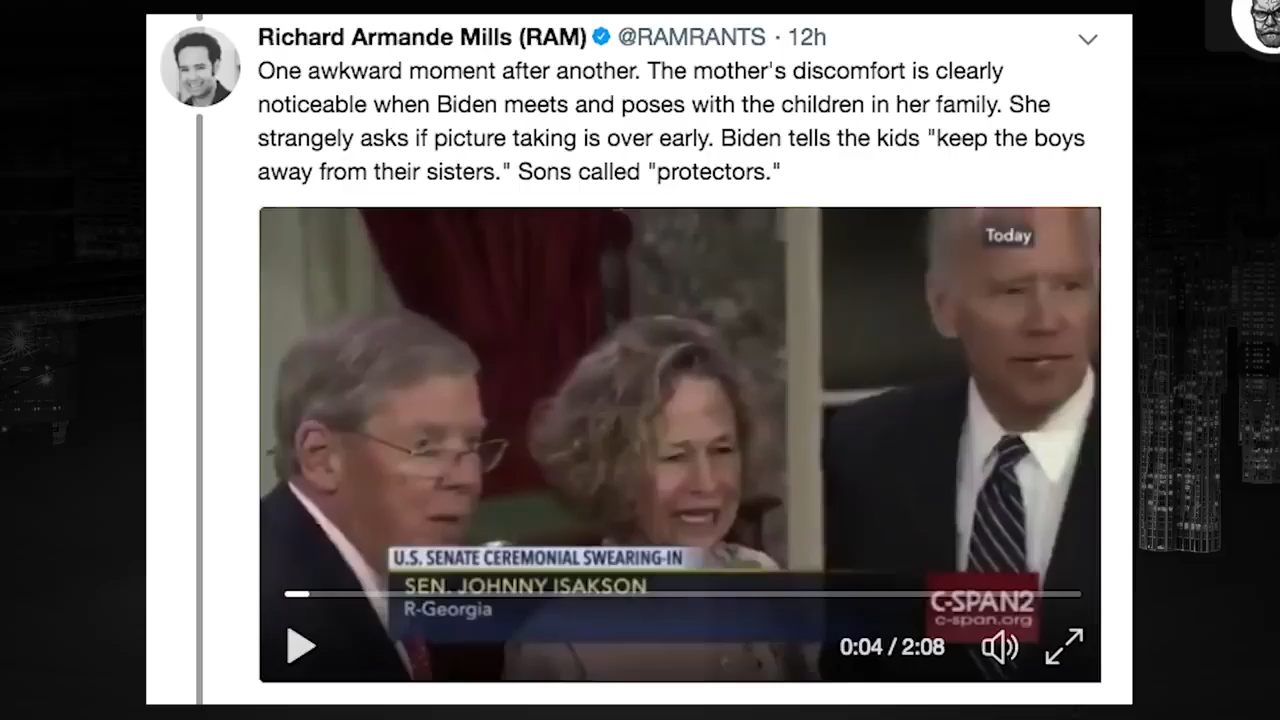 Richard Armande Mills (RAM) @RAMRANTS · 12h
One awkward moment after another. The mother's discomfort is clearly
noticeable when Biden meets and poses with the children in her family. She
strangely asks if picture taking is over early. Biden tells the kids "keep the boys
away from their sisters." Sons called "protectors."
Today
U.S. SENATE CEREMONIAL SWEARING-IN
SEN. JOHNNY ISAKSON
R-Georgia
C-SPAN2
c-span.org
0:04 / 2:08